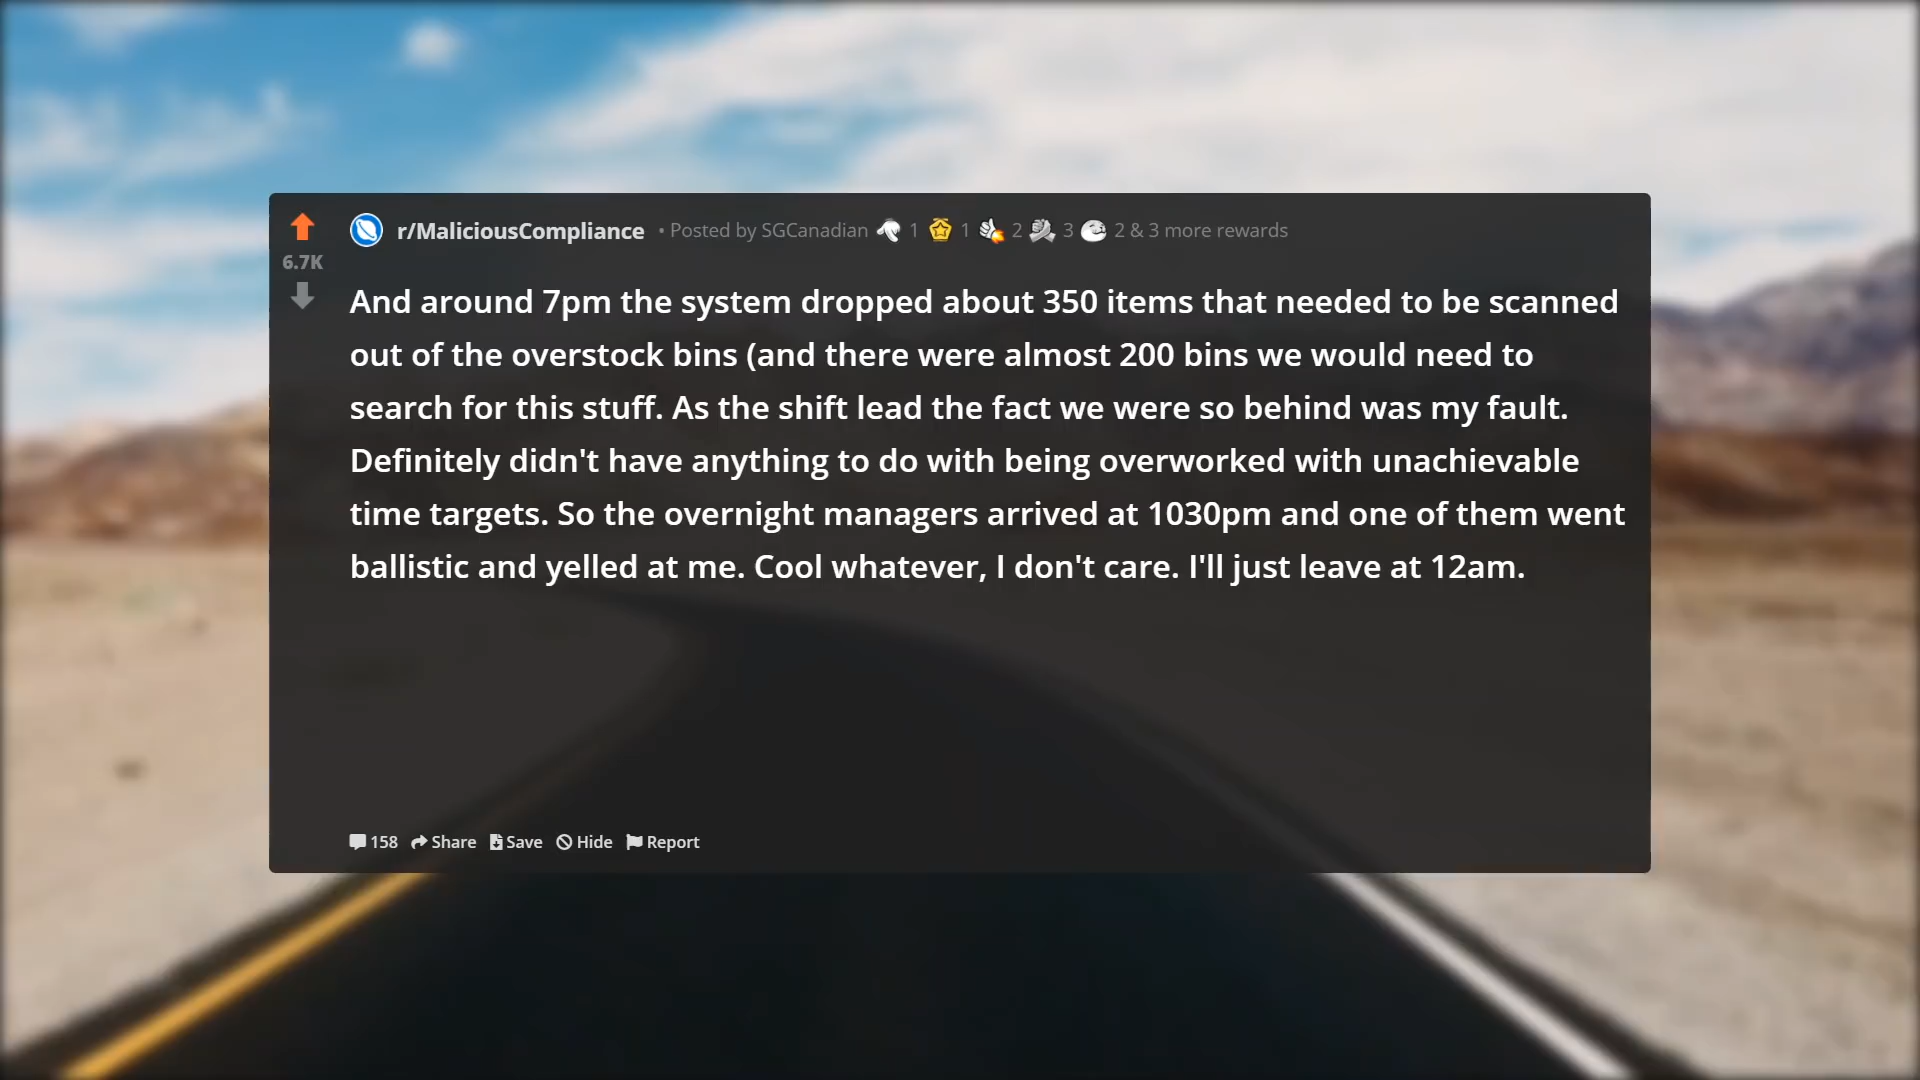 r/MaliciousCompliance • Posted by SGCanadian 1 1 2 3 2 & 3 more rewards
6.7K
And around 7pm the system dropped about 350 items that needed to be scanned
out of the overstock bins (and there were almost 200 bins we would need to
search for this stuff. As the shift lead the fact we were so behind was my fault.
Definitely didn't have anything to do with being overworked with unachievable
time targets. So the overnight managers arrived at 1030pm and one of them went
ballistic and yelled at me. Cool whatever, I don't care. I'll just leave at 12am.
158 Share Save Hide Report